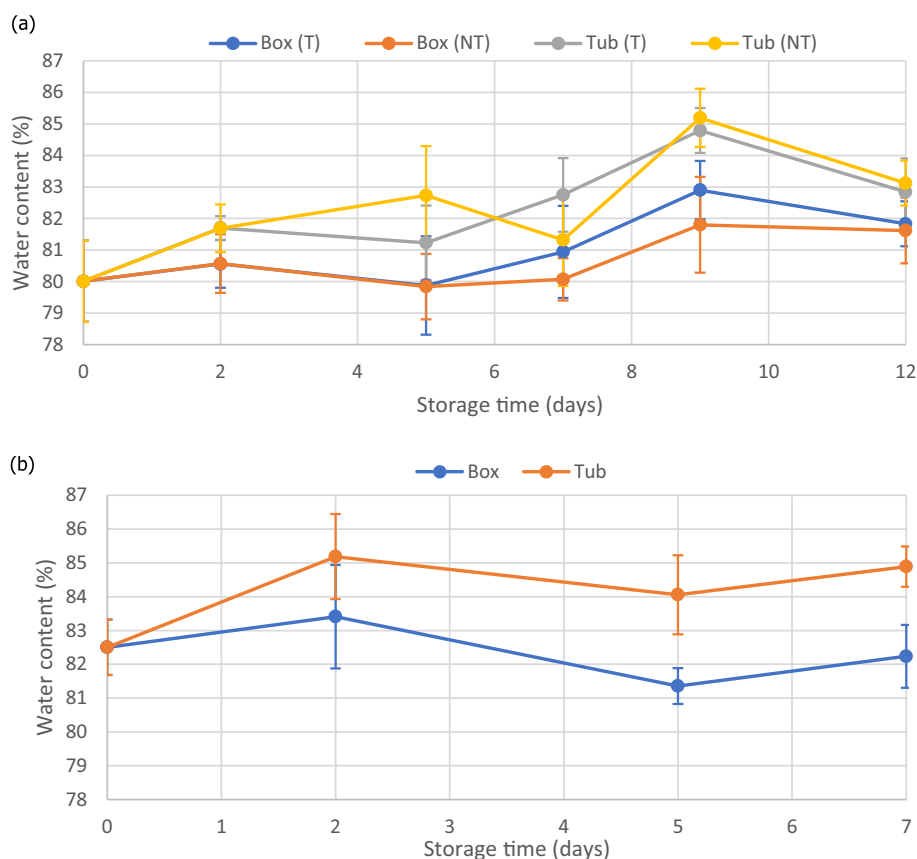 (a)
Box (T) Box (NT) Tub (T) Tub (NT)
87
86
85
84
83
82
81
80
79
78
Water content (%)
0 2 4 6 8 10 12
Storage time (days)
(b)
Box Tub
87
86
85
84
83
82
81
80
79
78
Water content (%)
0 1 2 3 4 5 6 7
Storage time (days)